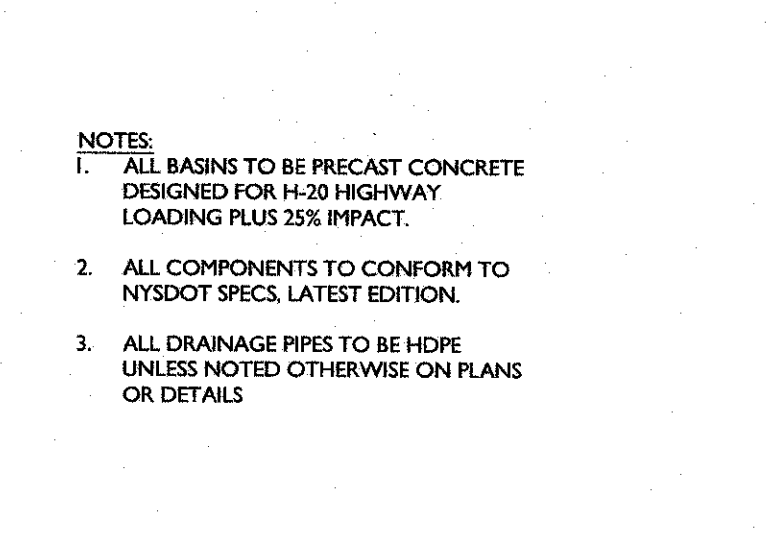 NOTES:
1. ALL BASINS TO BE PRECAST CONCRETE
DESIGNED FOR H-20 HIGHWAY
LOADING PLUS 25% IMPACT.
2. ALL COMPONENTS TO CONFORM TO
NYSDOT SPECS, LATEST EDITION.
3. ALL DRAINAGE PIPES TO BE HDPE
UNLESS NOTED OTHERWISE ON PLANS
OR DETAILS